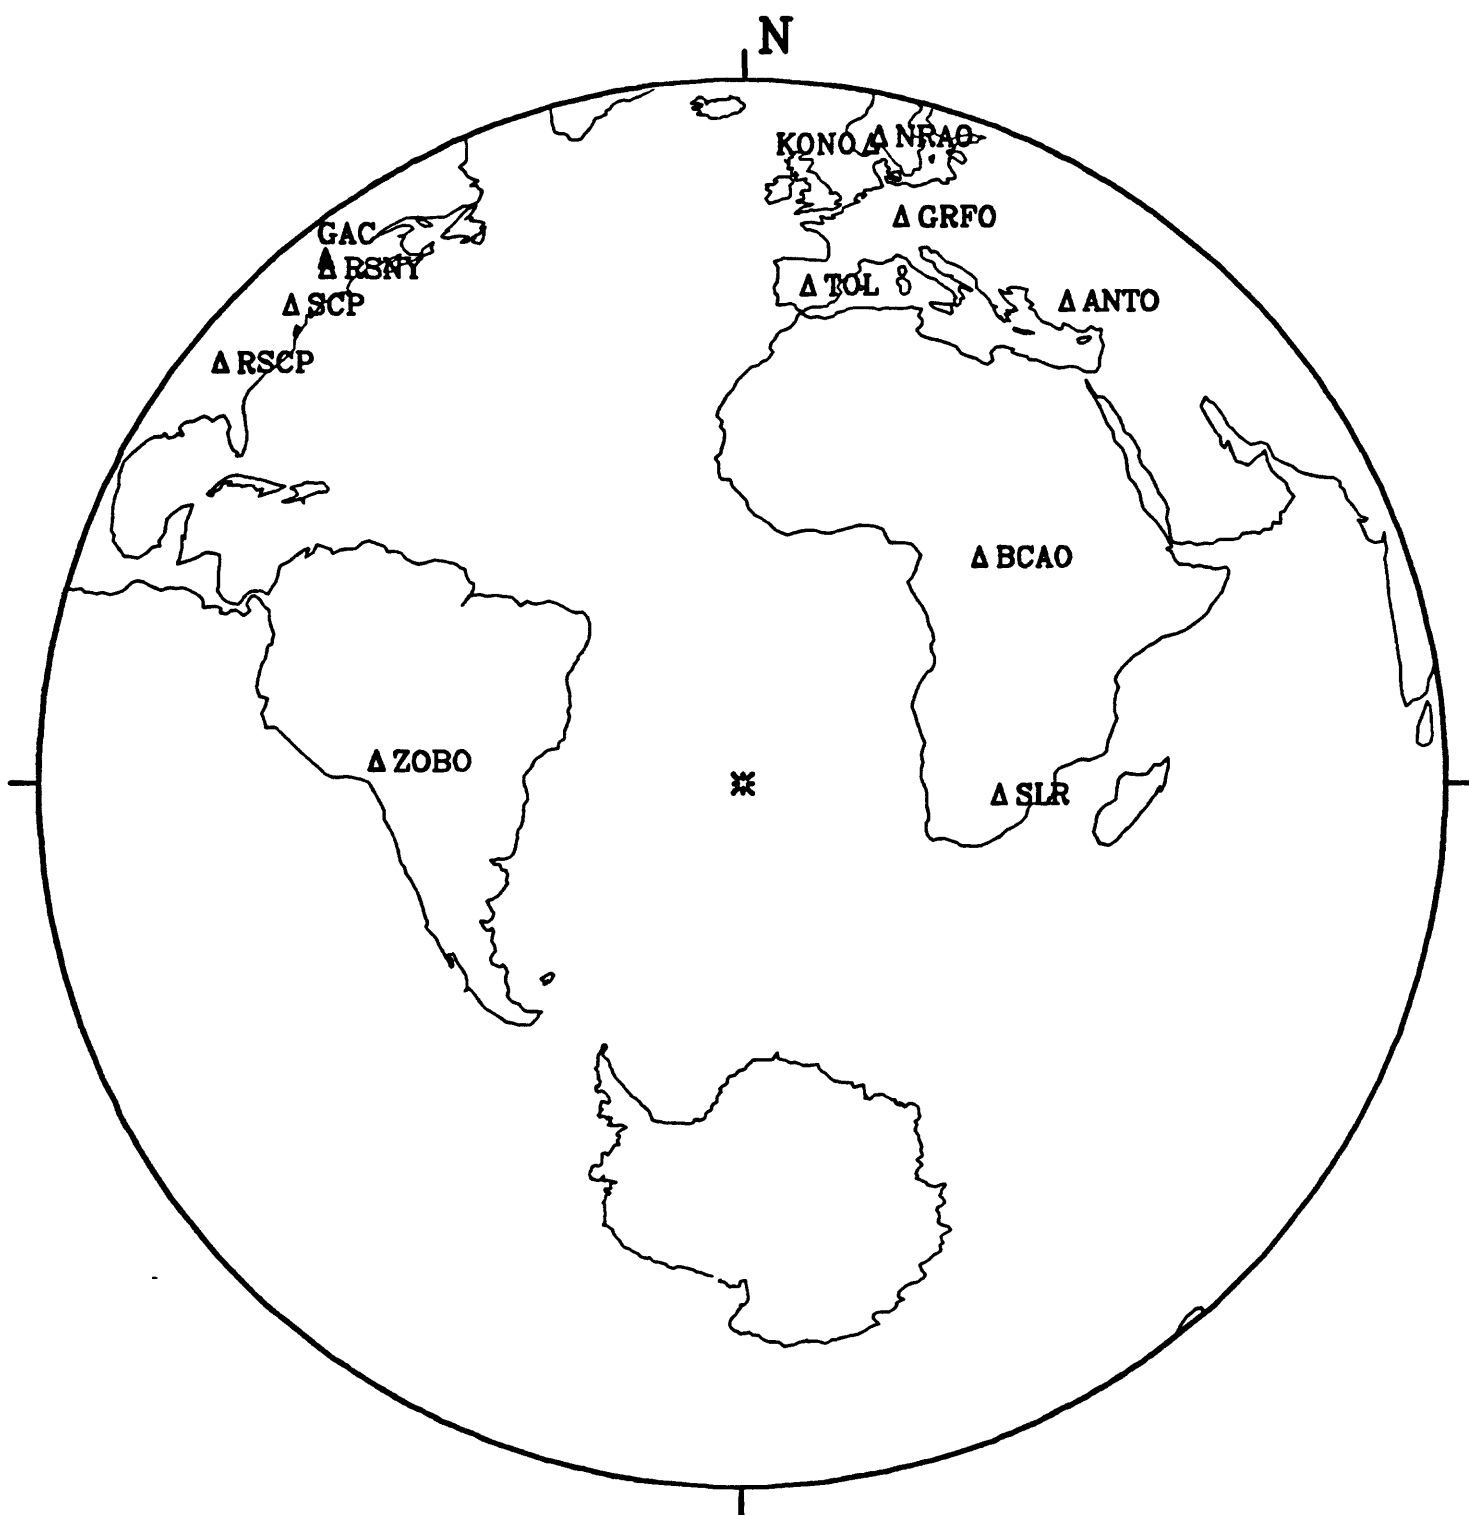 N
KONO
NRAO
GRFO
GAC
RSNY
TOL
SCP
ANTO
RSCP
BCAO
ZOBO
SLR